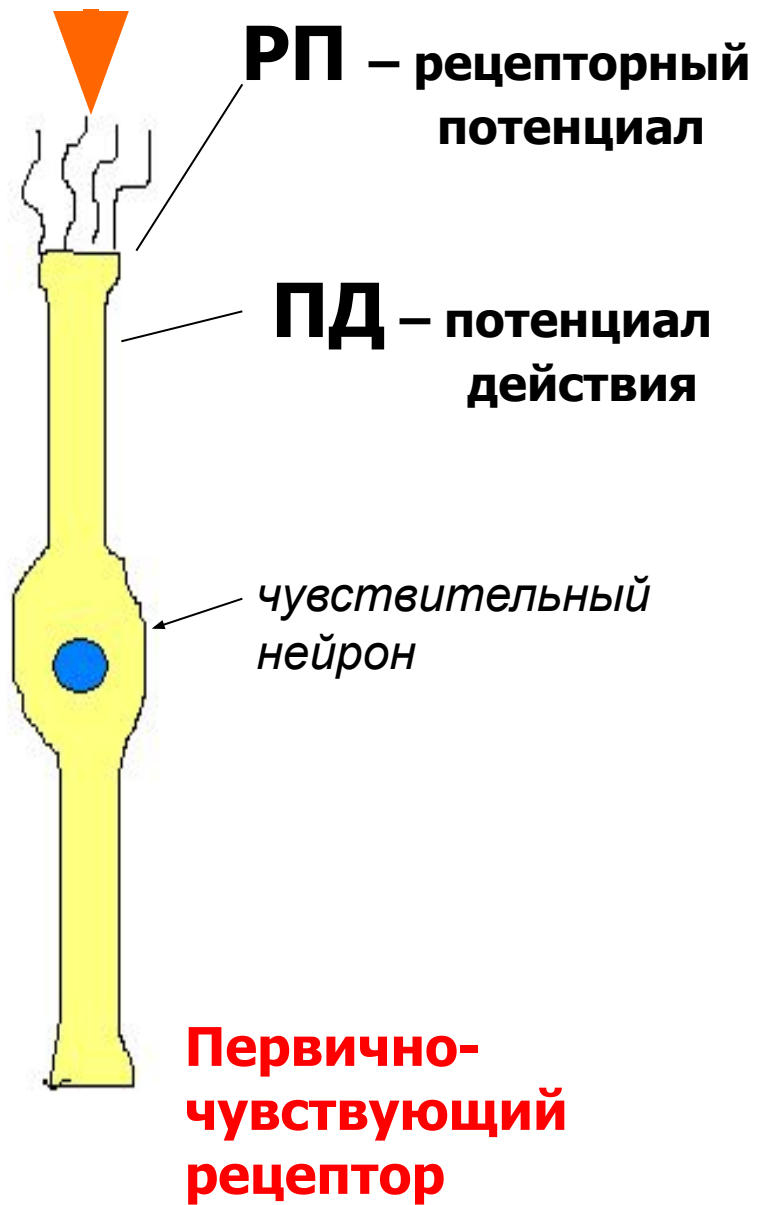 РП – рецепторный
потенциал
ПД – потенциал
действия
чувствительный
нейрон
Первично-
чувствующий
рецептор